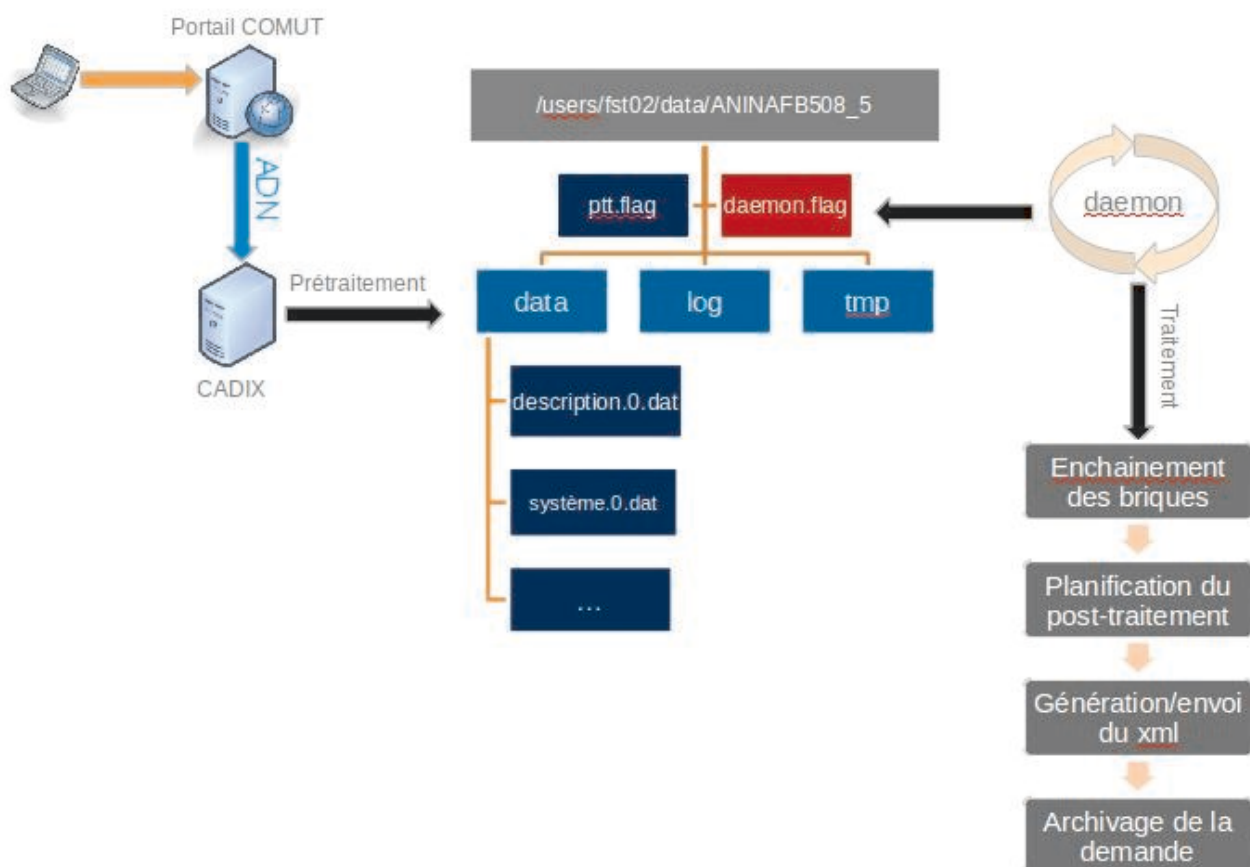 Portail COMUT
ADN
CADIX
Prétraitement
/users/fst02/data/ANINAFB508_5
ptt.flag
daemon.flag
data
log
tmp
description.0.dat
système.0.dat
...
daemon
Traitement
Enchainement
des briques
Planification du
post-traitement
Génération/envoi
du xml
Archivage de la
demande